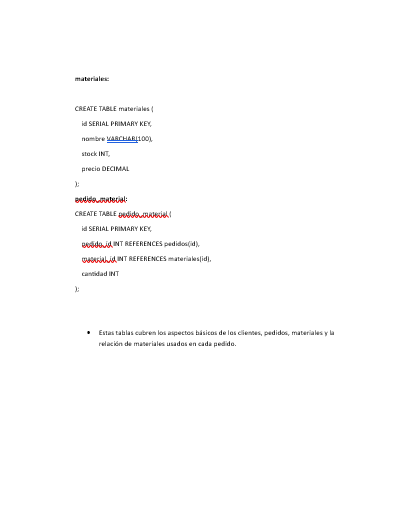 materiales:
CREATE TABLE materiales (
id SERIAL PRIMARY KEY,
nombre VARCHAR(100),
stock INT,
precio DECIMAL
);
pedido_material:
CREATE TABLE pedido_material (
id SERIAL PRIMARY KEY,
pedido_id INT REFERENCES pedidos(id),
material_id INT REFERENCES materiales(id),
cantidad INT
);
• Estas tablas cubren los aspectos básicos de los clientes, pedidos, materiales y la
relación de materiales usados en cada pedido.